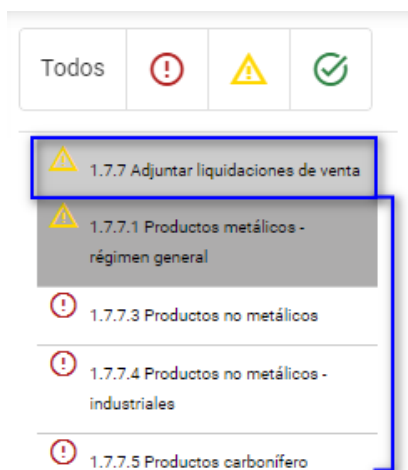 Todos
1.7.7 Adjuntar liquidaciones de venta
1.7.7.1 Productos metálicos -
régimen general
1.7.7.3 Productos no metálicos
1.7.7.4 Productos no metálicos -
industriales
1.7.7.5 Productos carbonífero